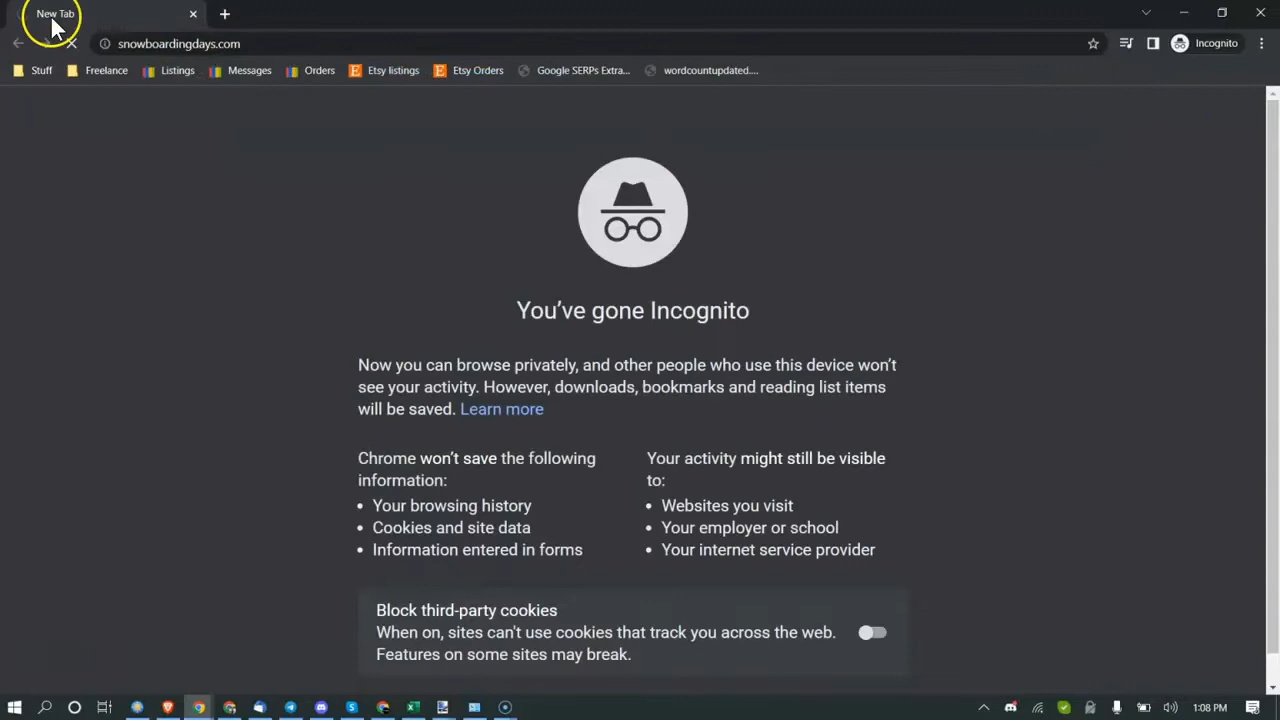 New Tab
snowboardingdays.com
Incognito
Stuff
Freelance
Listings
Messages
Orders
Etsy listings
Etsy Orders
Google SERPs Extra...
wordcountupdated....
You've gone Incognito
Now you can browse privately, and other people who use this device won't
see your activity. However, downloads, bookmarks and reading list items
will be saved. Learn more
Chrome won't save the following
information:
• Your browsing history
• Cookies and site data
• Information entered in forms
Your activity might still be visible
to:
• Websites you visit
• Your employer or school
• Your internet service provider
Block third-party cookies
When on, sites can't use cookies that track you across the web.
Features on some sites may break.
1:08 PM